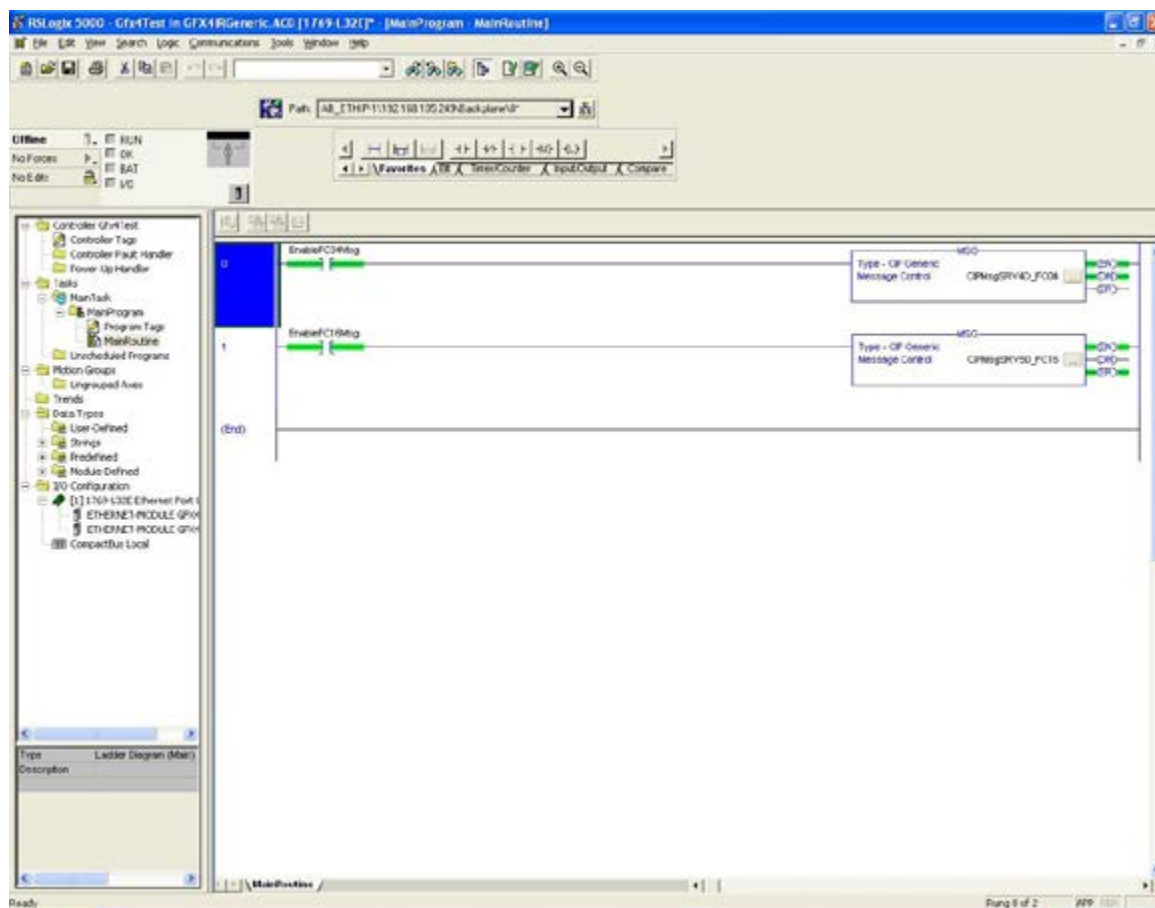 RSLogix 5000 - Gfx4Test in GFX4IRGeneric.ACD [1769-L32E]* - [MainProgram - MainRoutine]
File Edit View Search Logic Communications Tools Window Help
Path: AB_ETHIP-1\192.168.135.249\Backplane\0*
Offline RUN
No Forces OK
No Edits BAT
I/O
Favorites Bit Timer/Counter Input/Output Compare
Controller Gfx4Test
Controller Tags
Controller Fault Handler
Power-Up Handler
Tasks
MainTask
MainProgram
Program Tags
MainRoutine
Unscheduled Programs
Motion Groups
Ungrouped Axes
Trends
Data Types
User-Defined
Strings
Predefined
Module-Defined
I/O Configuration
[1] 1769-L32E Ethernet Port
ETHERNET-MODULE GFX4
ETHERNET-MODULE GFX4
CompactBus Local
Type Ladder Diagram (Main)
Description
0
MSG
Type - CIP Generic
Message Control
(EN)
(DN)
(ER)
1
EnableFC16Msg
MSG
Type - CIP Generic
Message Control
(EN)
(DN)
(ER)
(End)
MainRoutine
Ready
Rung 0 of 2 APP